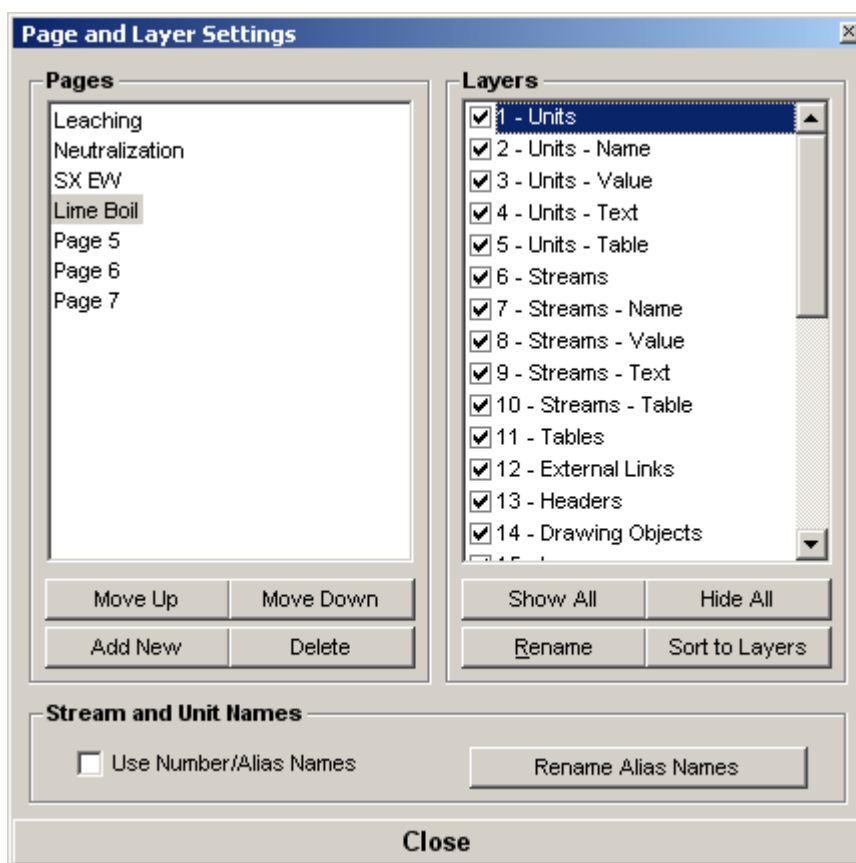 Page and Layer Settings
Pages
Leaching
Neutralization
SX EW
Lime Boil
Page 5
Page 6
Page 7
Move Up
Move Down
Add New
Delete
Layers
1 - Units
2 - Units - Name
3 - Units - Value
4 - Units - Text
5 - Units - Table
6 - Streams
7 - Streams - Name
8 - Streams - Value
9 - Streams - Text
10 - Streams - Table
11 - Tables
12 - External Links
13 - Headers
14 - Drawing Objects
Show All
Hide All
Rename
Sort to Layers
Stream and Unit Names
Use Number/Alias Names
Rename Alias Names
Close